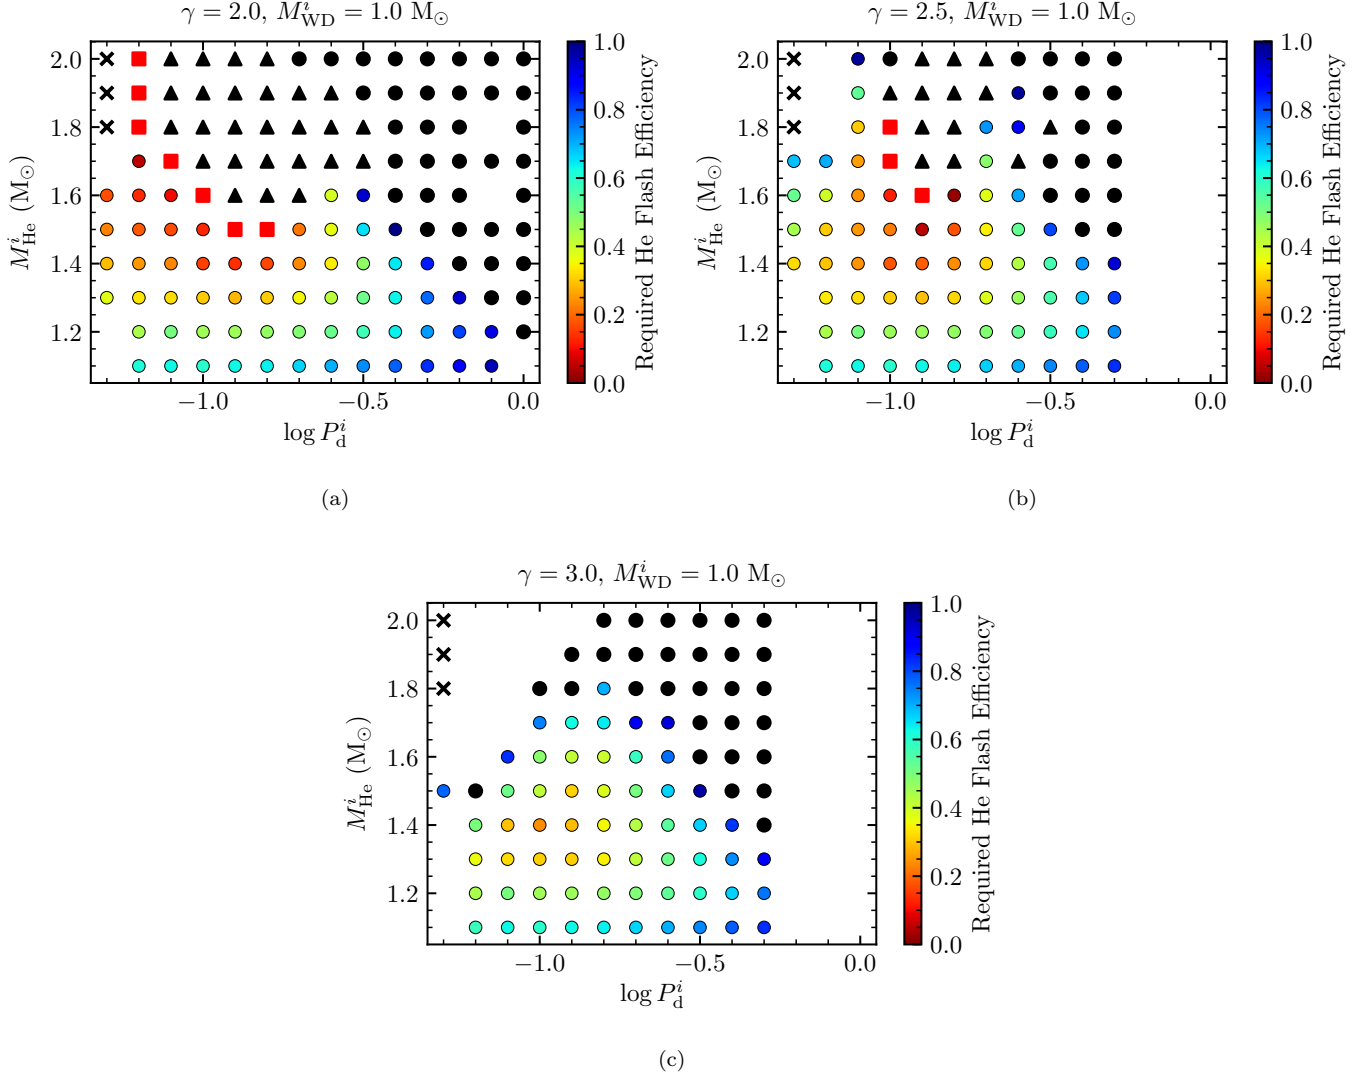 γ = 2.0, M^i_WD = 1.0 M⊙
2.0
1.8
1.6
1.4
1.2
M^i_He (M⊙)
−1.0
−0.5
0.0
log P^i_d
1.0
0.8
0.6
0.4
0.2
0.0
Required He Flash Efficiency
(a)
γ = 2.5, M^i_WD = 1.0 M⊙
2.0
1.8
1.6
1.4
1.2
M^i_He (M⊙)
−1.0
−0.5
0.0
log P^i_d
1.0
0.8
0.6
0.4
0.2
0.0
Required He Flash Efficiency
(b)
γ = 3.0, M^i_WD = 1.0 M⊙
2.0
1.8
1.6
1.4
1.2
M^i_He (M⊙)
−1.0
−0.5
0.0
log P^i_d
1.0
0.8
0.6
0.4
0.2
0.0
Required He Flash Efficiency
(c)